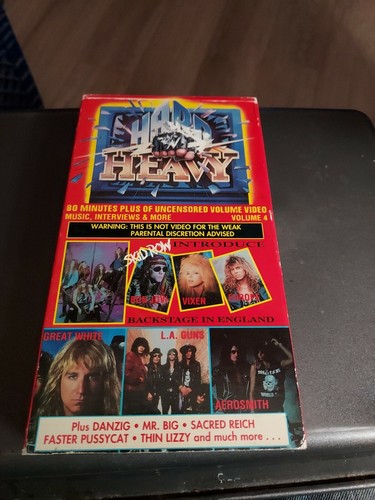 HARD
'N'
HEAVY
80 MINUTES PLUS OF UNCENSORED VOLUME VIDEO
MUSIC, INTERVIEWS & MORE VOLUME 4
WARNING: THIS IS NOT VIDEO FOR THE WEAK
PARENTAL DISCRETION ADVISED
SKID ROW INTRODUCE
BON JOVI VIXEN EUROPE
BACKSTAGE IN ENGLAND
GREAT WHITE L.A. GUNS
AEROSMITH
Plus DANZIG • MR. BIG • SACRED REICH
FASTER PUSSYCAT • THIN LIZZY and much more . . .